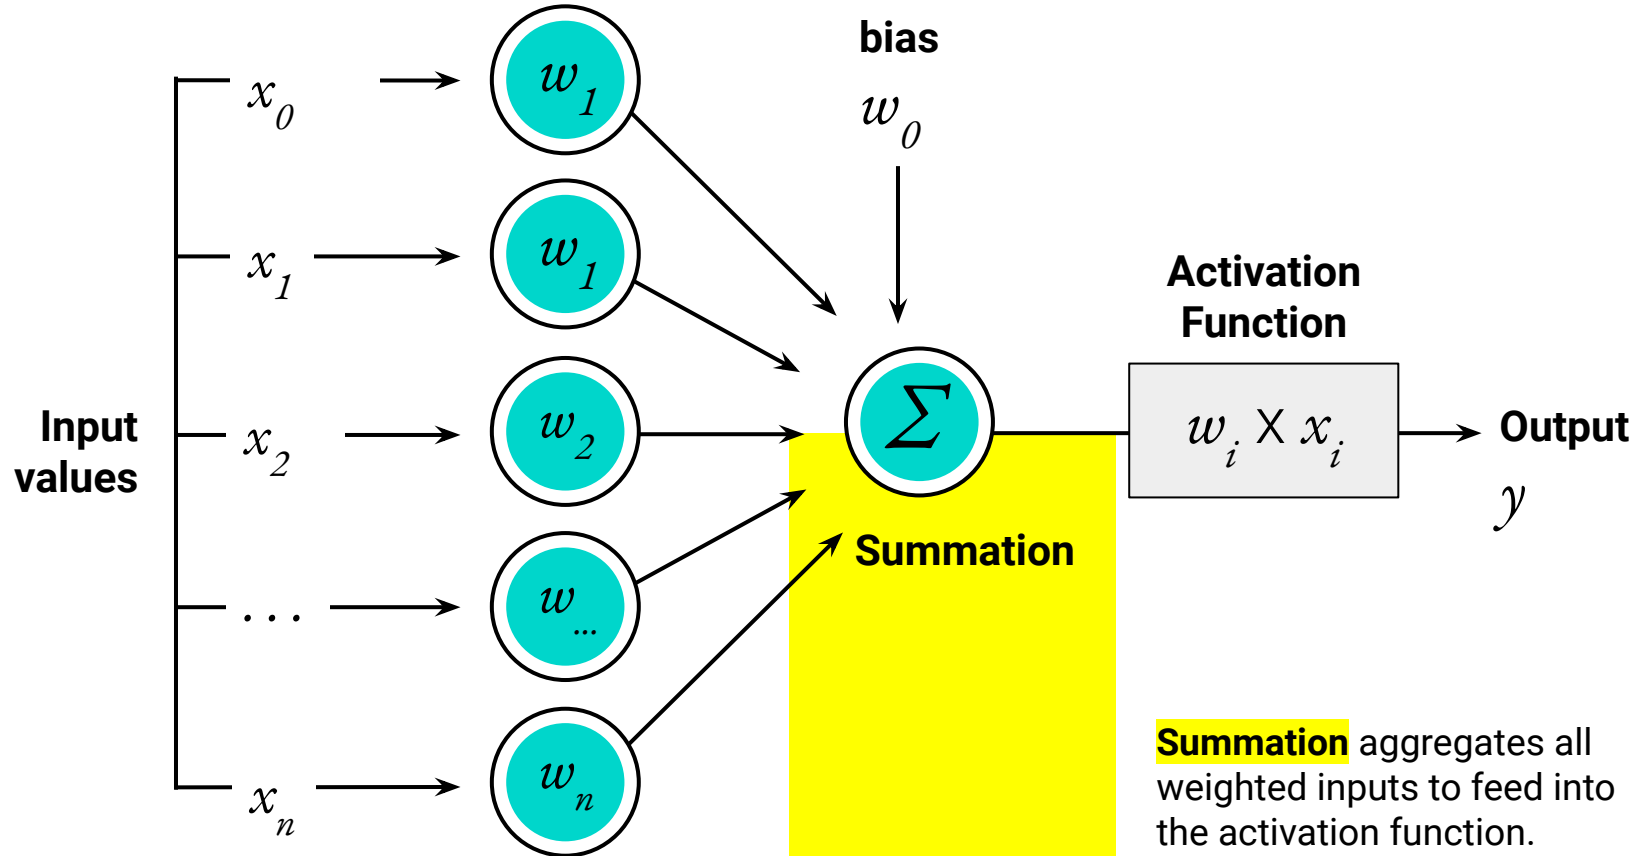 bias
w0
x0
w1
x1
w1
Activation
Function
Input
values
x2
w2
Σ
wi X xi
Output
y
Summation
...
w...
xn
wn
Summation aggregates all
weighted inputs to feed into
the activation function.